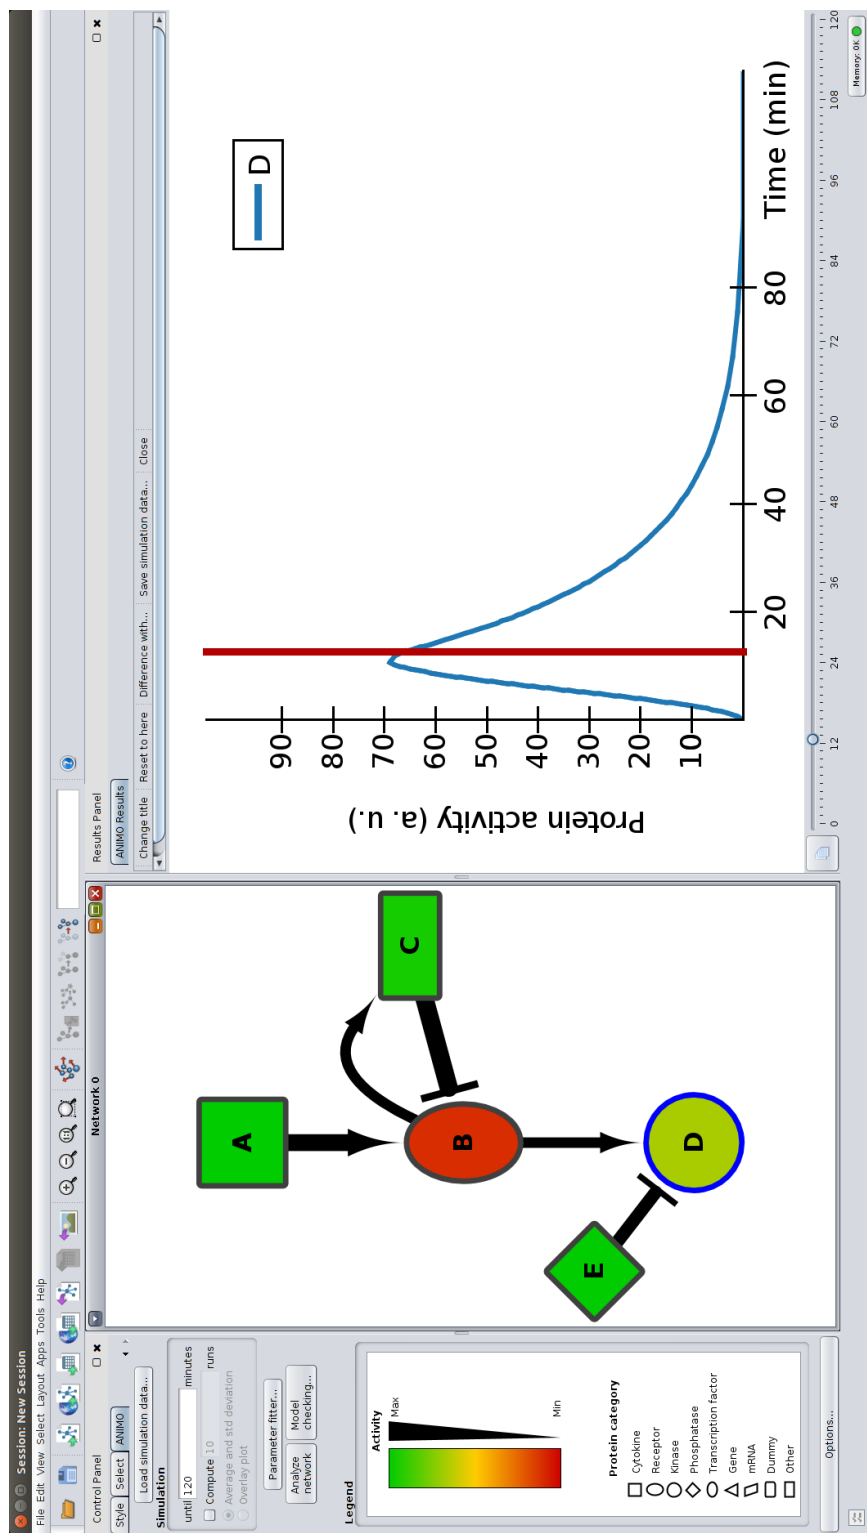 Session: New Session
File Edit View Select Layout Apps Tools Help
Control Panel
Style Select ANIMO
Load simulation data...
Simulation
until 120 minutes
Compute 10 runs
Average and std deviation
Overlay plot
Parameter fitter...
Analyze network
Model checking...
Legend
Activity
Max
Min
Protein category
Cytokine
Receptor
Kinase
Phosphatase
Transcription factor
Gene
mRNA
Dummy
Other
Options...
Network 0
A
B
C
D
E
Results Panel
ANIMO Results
Change title Reset to here Difference with... Save simulation data... Close
D
Protein activity (a. u.)
90
80
70
60
50
40
30
20
10
20 40 60 80 Time (min)
0 12 24 36 48 60 72 84 96 108 120
Memory: OK